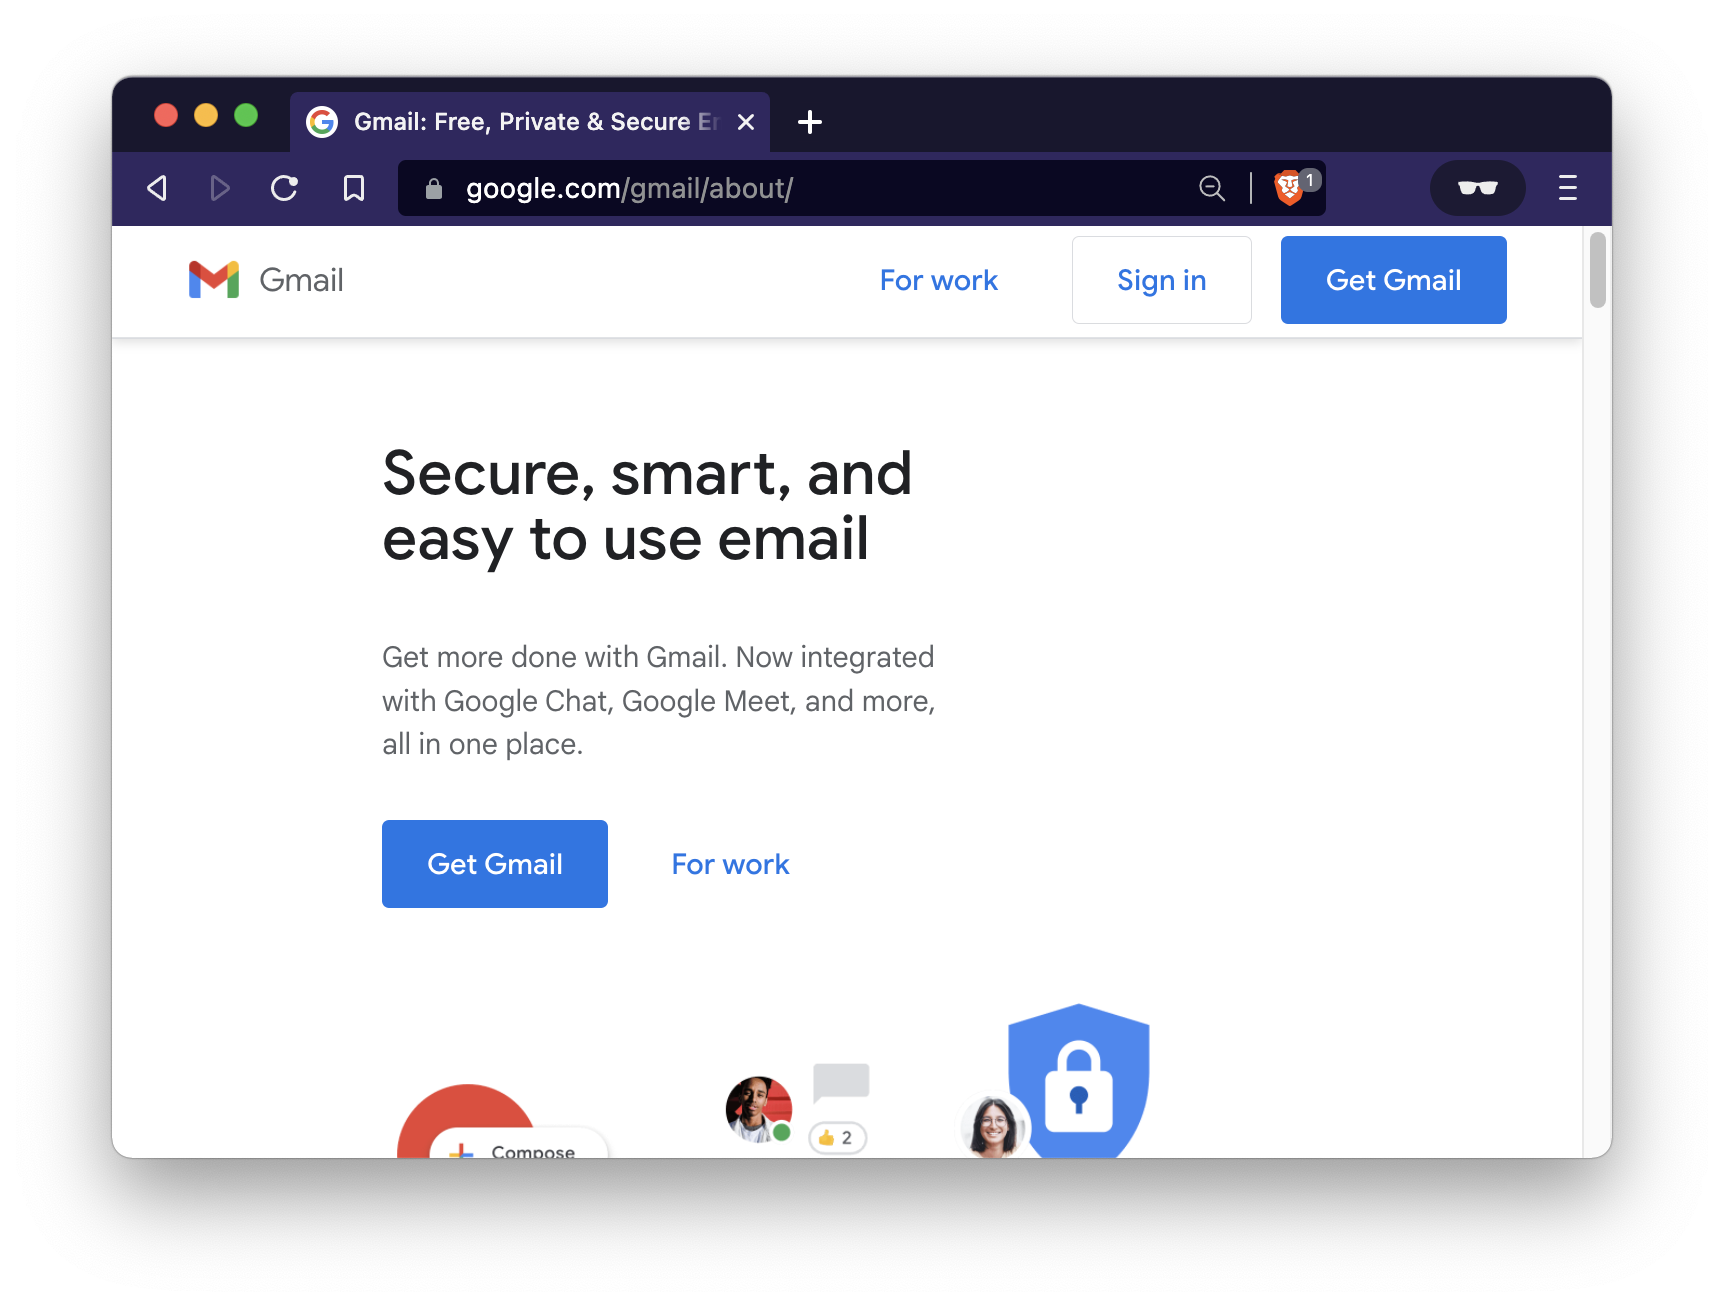 Gmail: Free, Private & Secure
google.com/gmail/about/
1
Gmail
For work
Sign in
Get Gmail
Secure, smart, and
easy to use email
Get more done with Gmail. Now integrated
with Google Chat, Google Meet, and more,
all in one place.
Get Gmail
For work
2
Compose